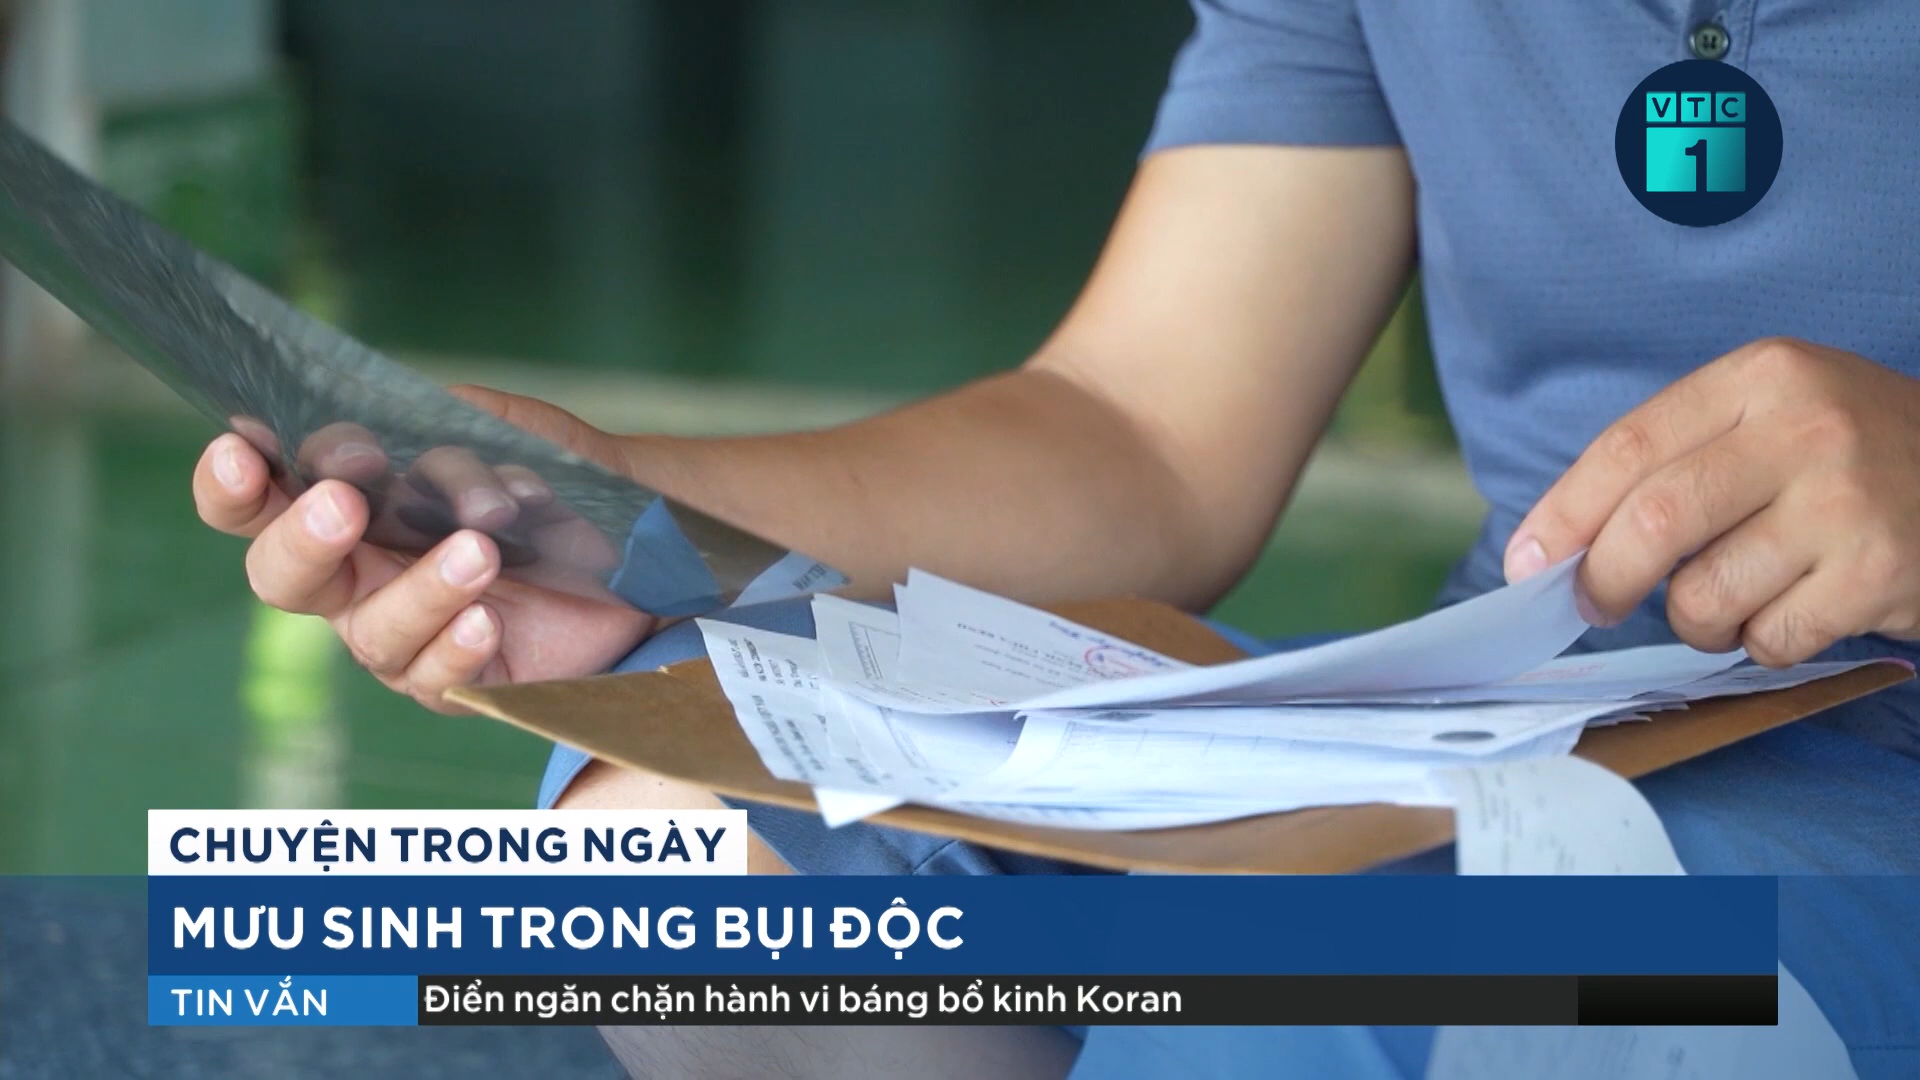 VTC
1
CHUYỆN TRONG NGÀY
MƯU SINH TRONG BỤI ĐỘC
TIN VẮN
Điển ngăn chặn hành vi báng bổ kinh Koran